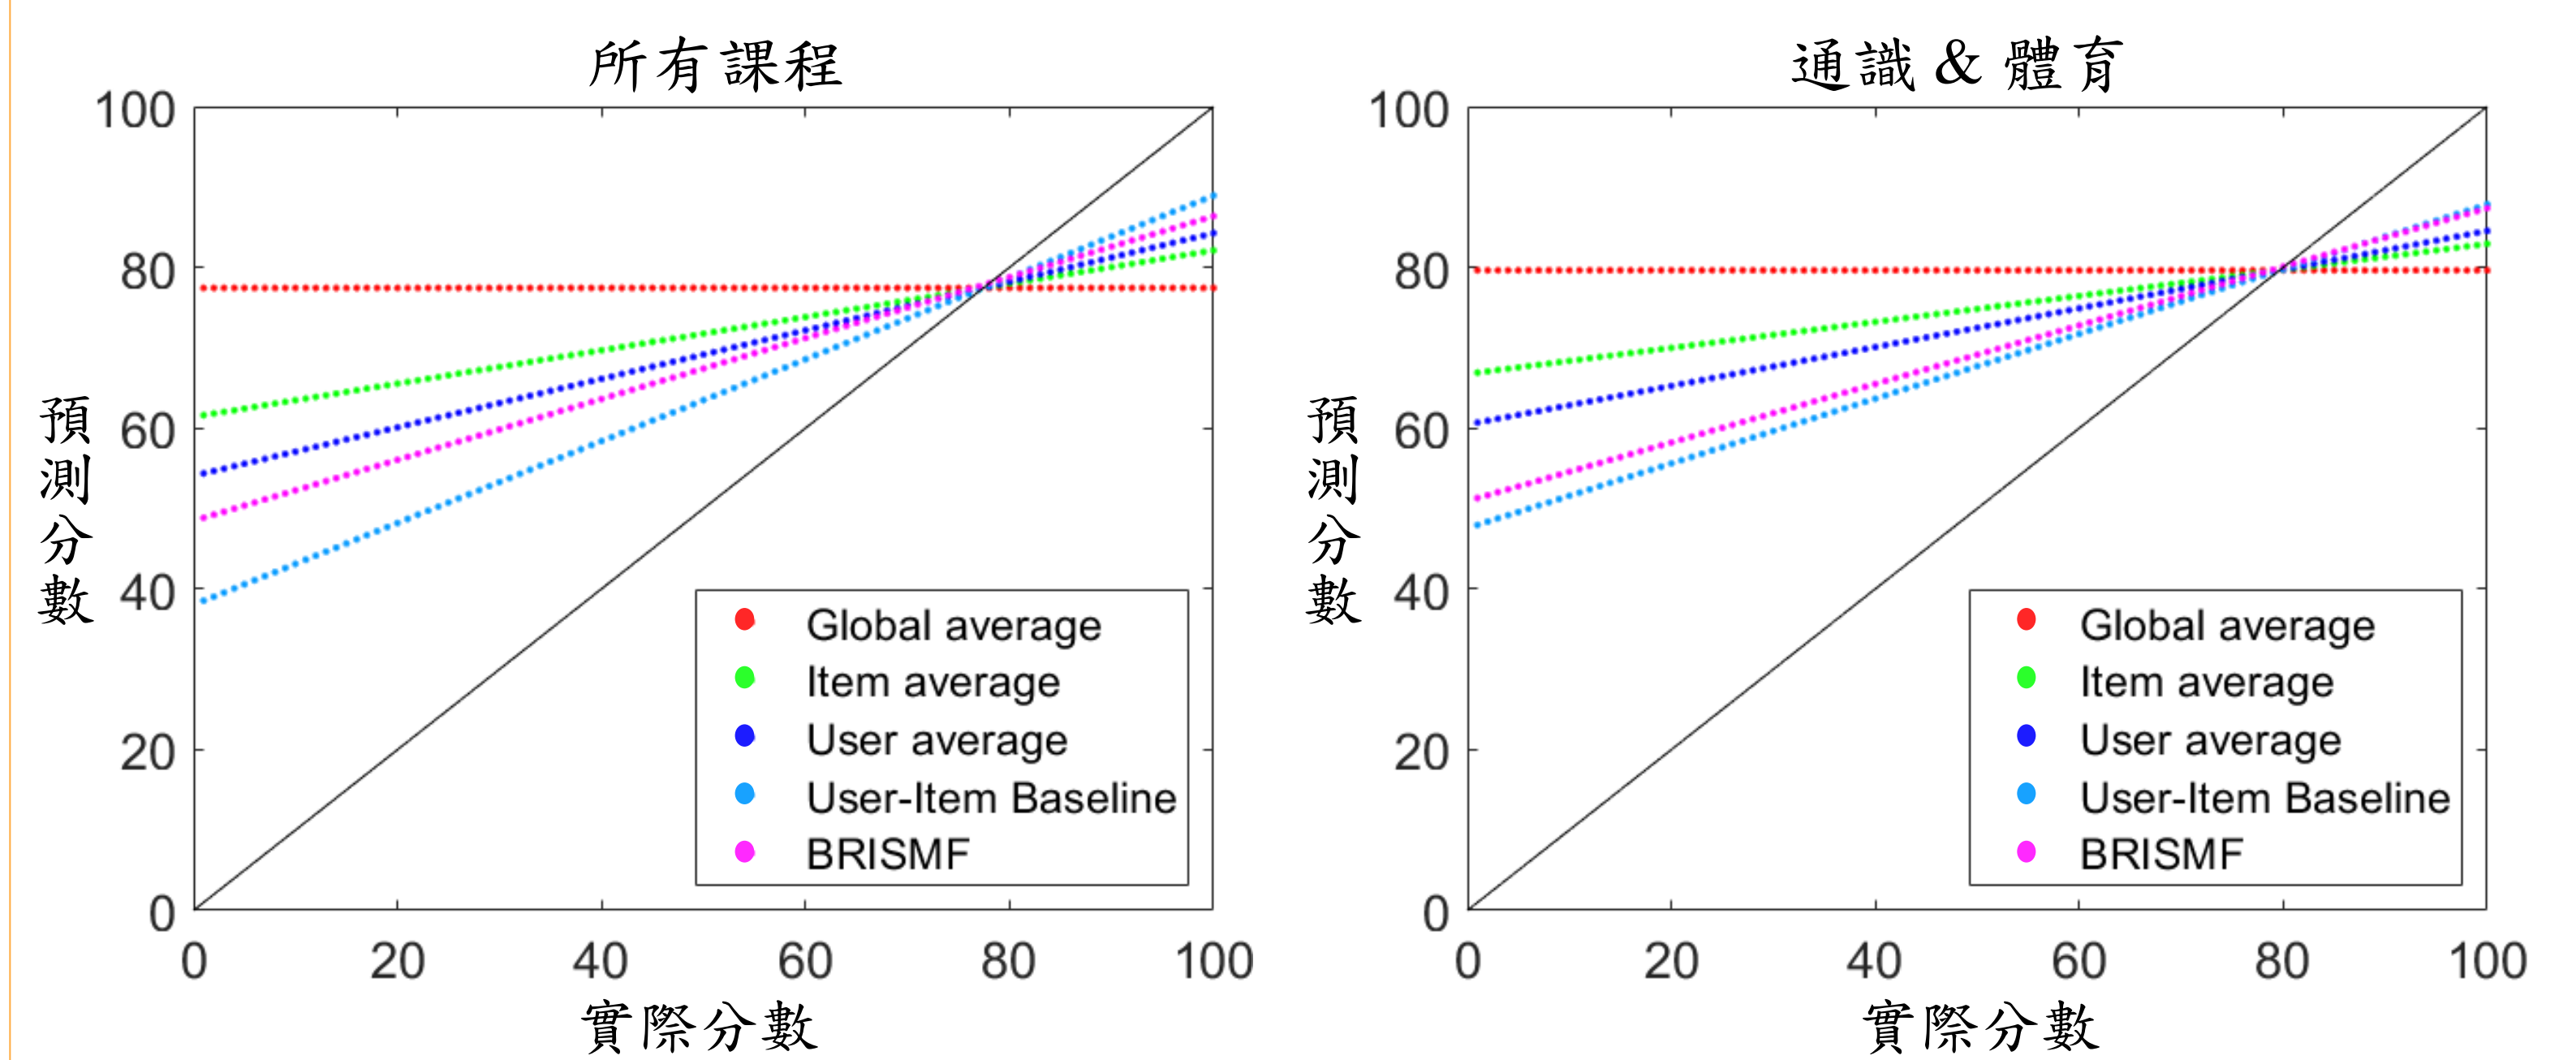 所有課程
100
80
60
40
20
0
預測分數
Global average
Item average
User average
User-Item Baseline
BRISMF
0 20 40 60 80 100
實際分數
通識 & 體育
100
80
60
40
20
0
預測分數
Global average
Item average
User average
User-Item Baseline
BRISMF
0 20 40 60 80 100
實際分數